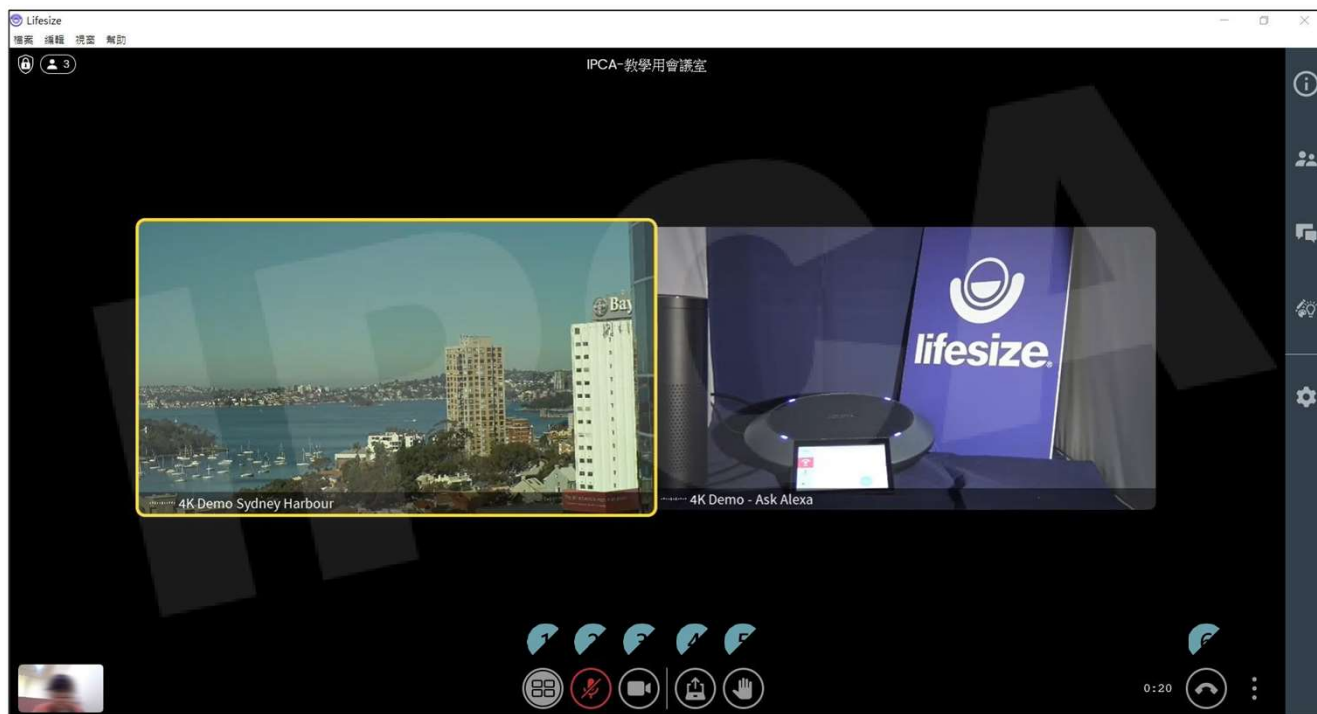 Lifesize
檔案 編輯 視窗 幫助
3
IPCA-教學用會議室
IPCA
Bay
lifesize
4K Demo Sydney Harbour
4K Demo - Ask Alexa
1 2 3 4 5 6
0:20